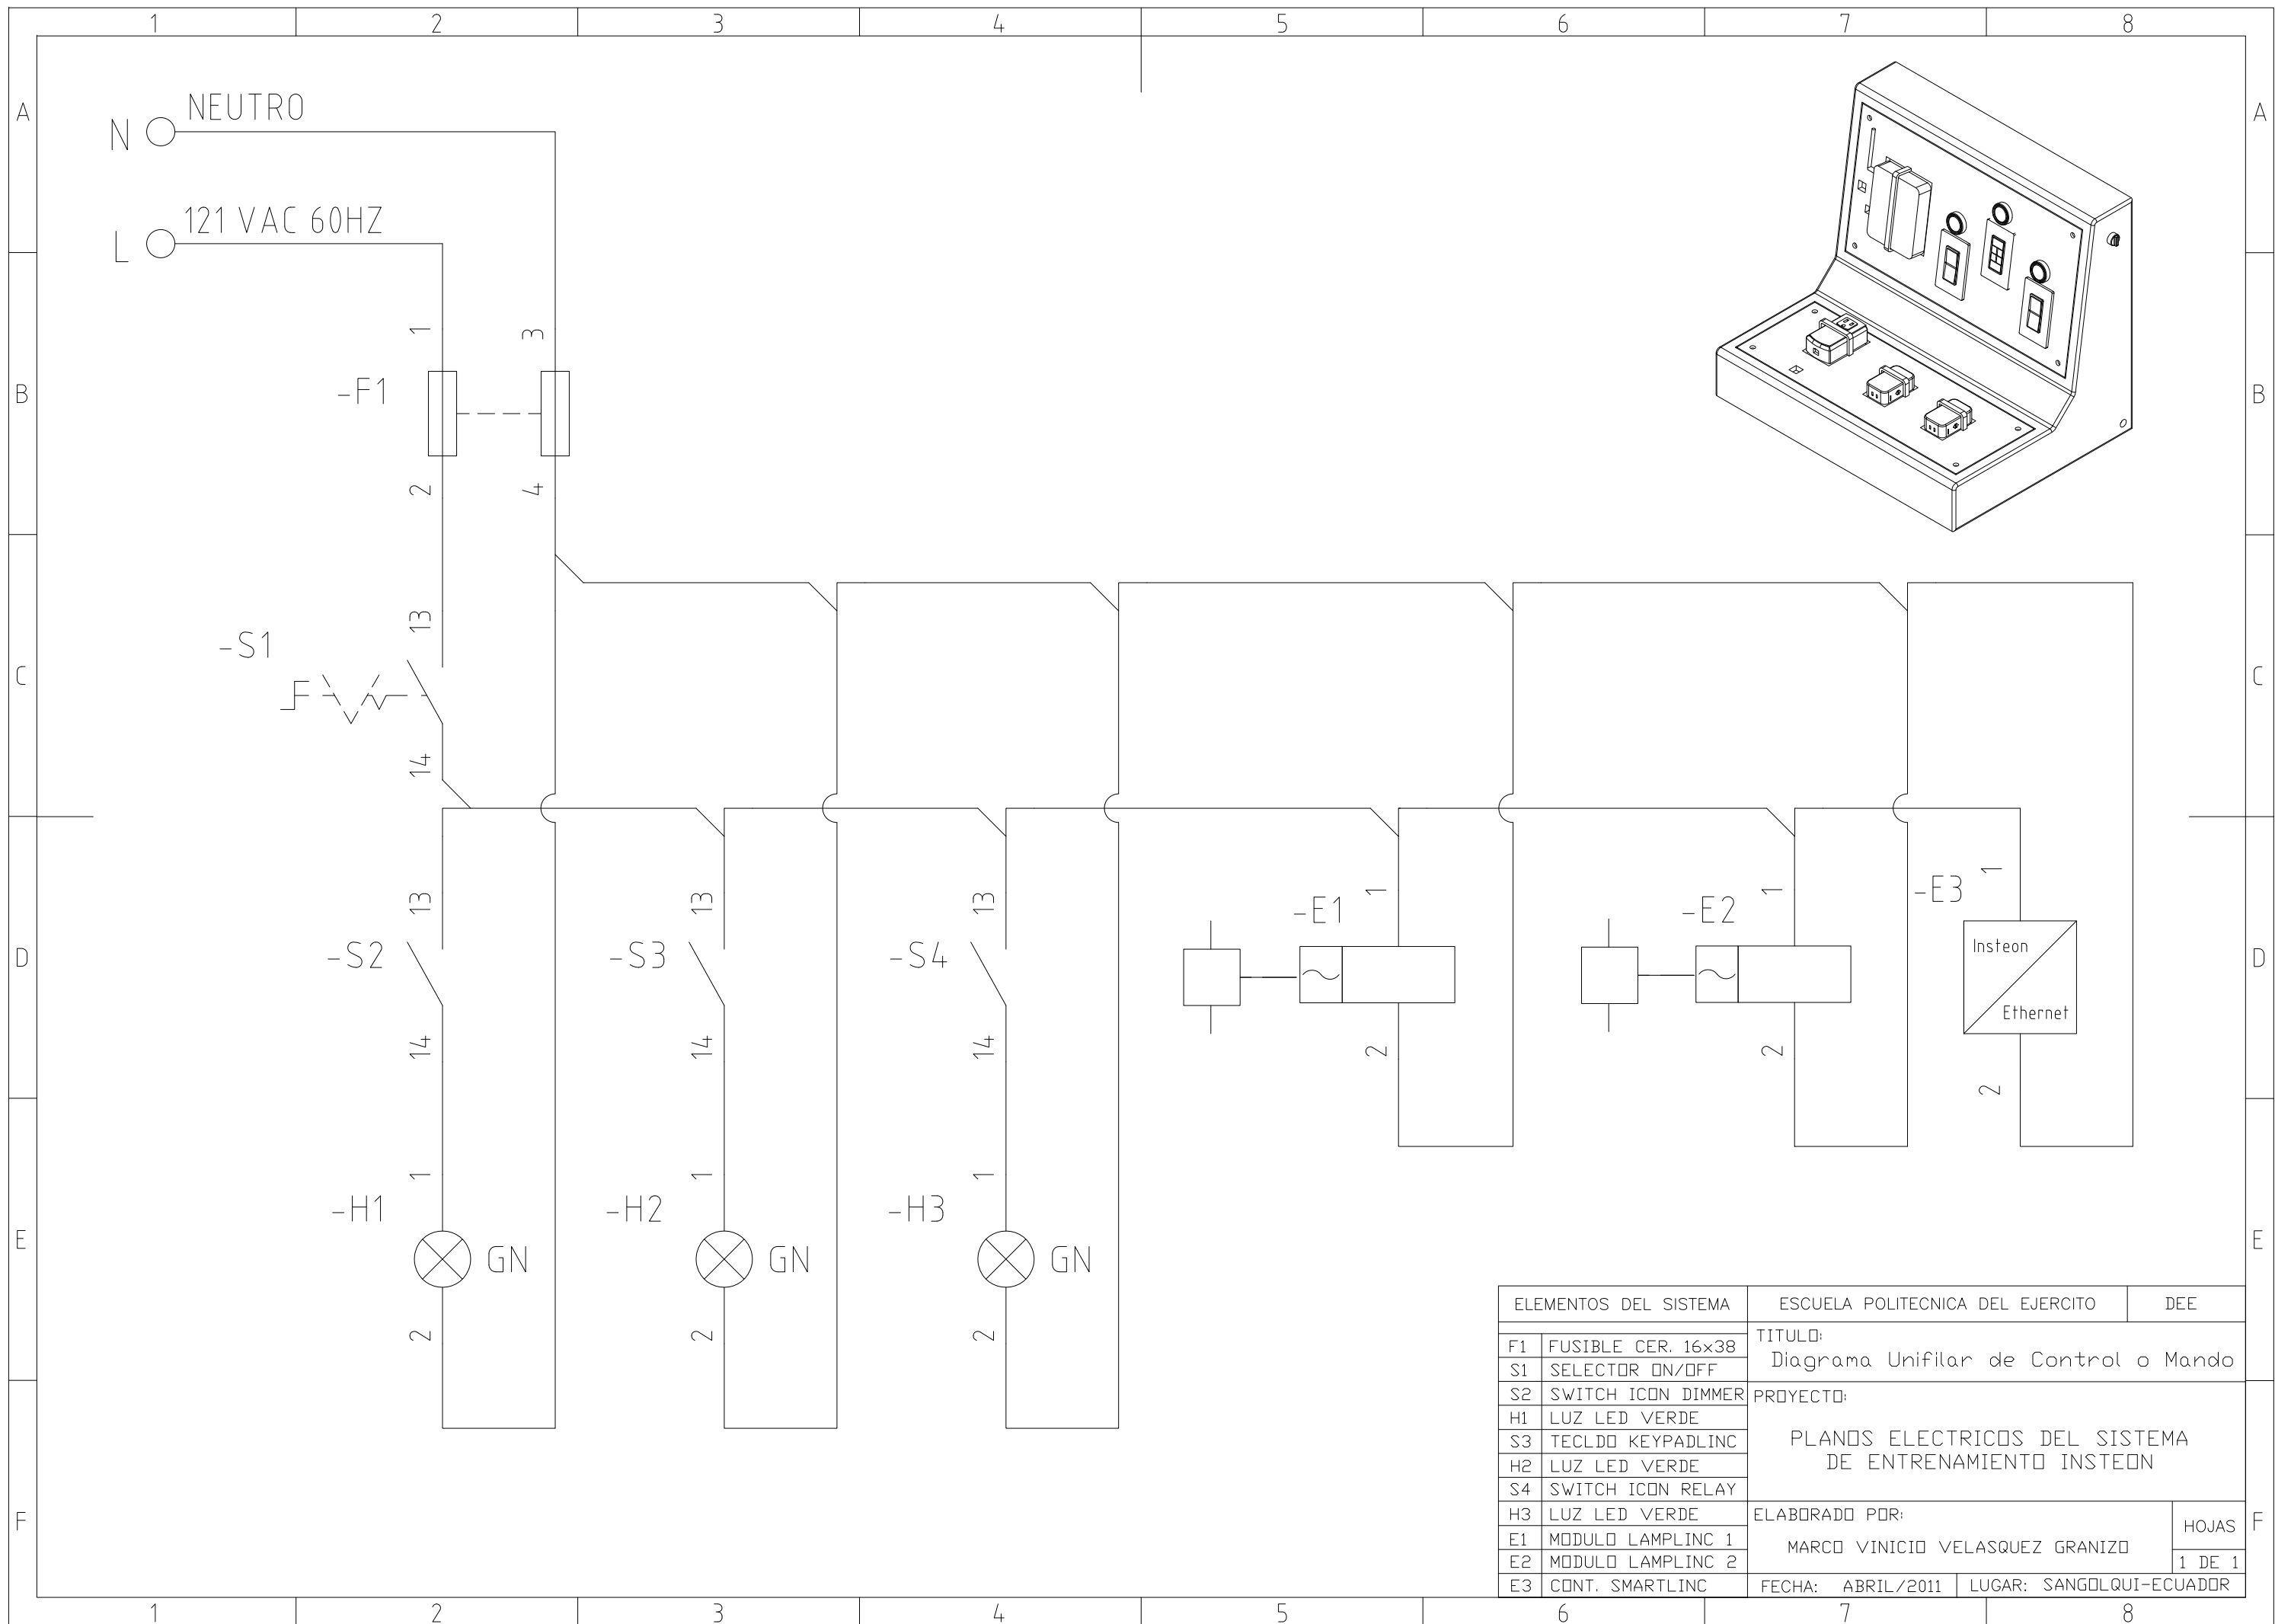 1 2 3 4 5 6 7 8
A A
NEUTRO
N
121 VAC 60HZ
L
1 3
-F1
B B
2 4
13
-S1
C C
14
13 13 13 1 1 1
-E1 -E2 -E3
-S2 -S3 -S4
D D
Insteon
Ethernet
14 14 14 2 2 2
1 1 1
-H1 -H2 -H3
E GN GN GN E
2 2 2
ELEMENTOS DEL SISTEMA
F1 FUSIBLE CER. 16x38
S1 SELECTOR ON/OFF
S2 SWITCH ICON DIMMER
H1 LUZ LED VERDE
S3 TECLDO KEYPADLINC
H2 LUZ LED VERDE
S4 SWITCH ICON RELAY
H3 LUZ LED VERDE
E1 MODULO LAMPLINC 1
E2 MODULO LAMPLINC 2
E3 CONT. SMARTLINC
ESCUELA POLITECNICA DEL EJERCITO DEE
TITULO:
Diagrama Unifilar de Control o Mando
PROYECTO:
PLANOS ELECTRICOS DEL SISTEMA
DE ENTRENAMIENTO INSTEON
ELABORADO POR:
MARCO VINICIO VELASQUEZ GRANIZO
HOJAS
1 DE 1
FECHA: ABRIL/2011 LUGAR: SANGOLQUI-ECUADOR
F F
1 2 3 4 5 6 7 8